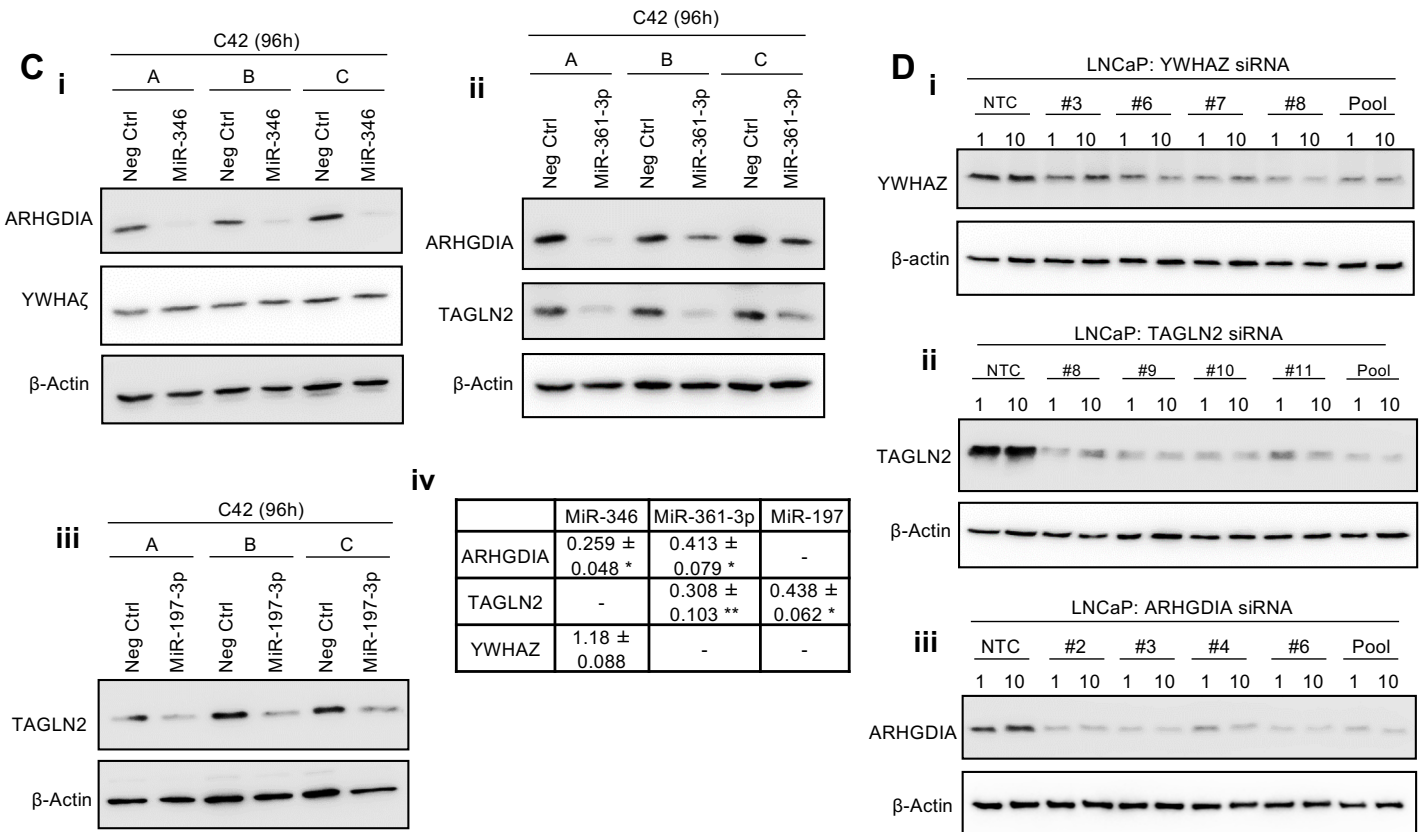 C
i
C42 (96h)
A B C
Neg Ctrl MiR-346 Neg Ctrl MiR-346 Neg Ctrl MiR-346
ARHGDIA
YWHAζ
β-Actin
ii
C42 (96h)
A B C
Neg Ctrl MiR-361-3p Neg Ctrl MiR-361-3p Neg Ctrl MiR-361-3p
ARHGDIA
TAGLN2
β-Actin
iii
C42 (96h)
A B C
Neg Ctrl MiR-197-3p Neg Ctrl MiR-197-3p Neg Ctrl MiR-197-3p
TAGLN2
β-Actin
iv
MiR-346 MiR-361-3p MiR-197
ARHGDIA 0.259 ± 0.413 ± -
0.048 * 0.079 *
TAGLN2 - 0.308 ± 0.438 ±
0.103 ** 0.062 *
YWHAZ 1.18 ± - -
0.088
D
i
LNCaP: YWHAZ siRNA
NTC #3 #6 #7 #8 Pool
1 10 1 10 1 10 1 10 1 10 1 10
YWHAZ
β-actin
ii
LNCaP: TAGLN2 siRNA
NTC #8 #9 #10 #11 Pool
1 10 1 10 1 10 1 10 1 10 1 10
TAGLN2
β-Actin
iii
LNCaP: ARHGDIA siRNA
NTC #2 #3 #4 #6 Pool
1 10 1 10 1 10 1 10 1 10 1 10
ARHGDIA
β-Actin